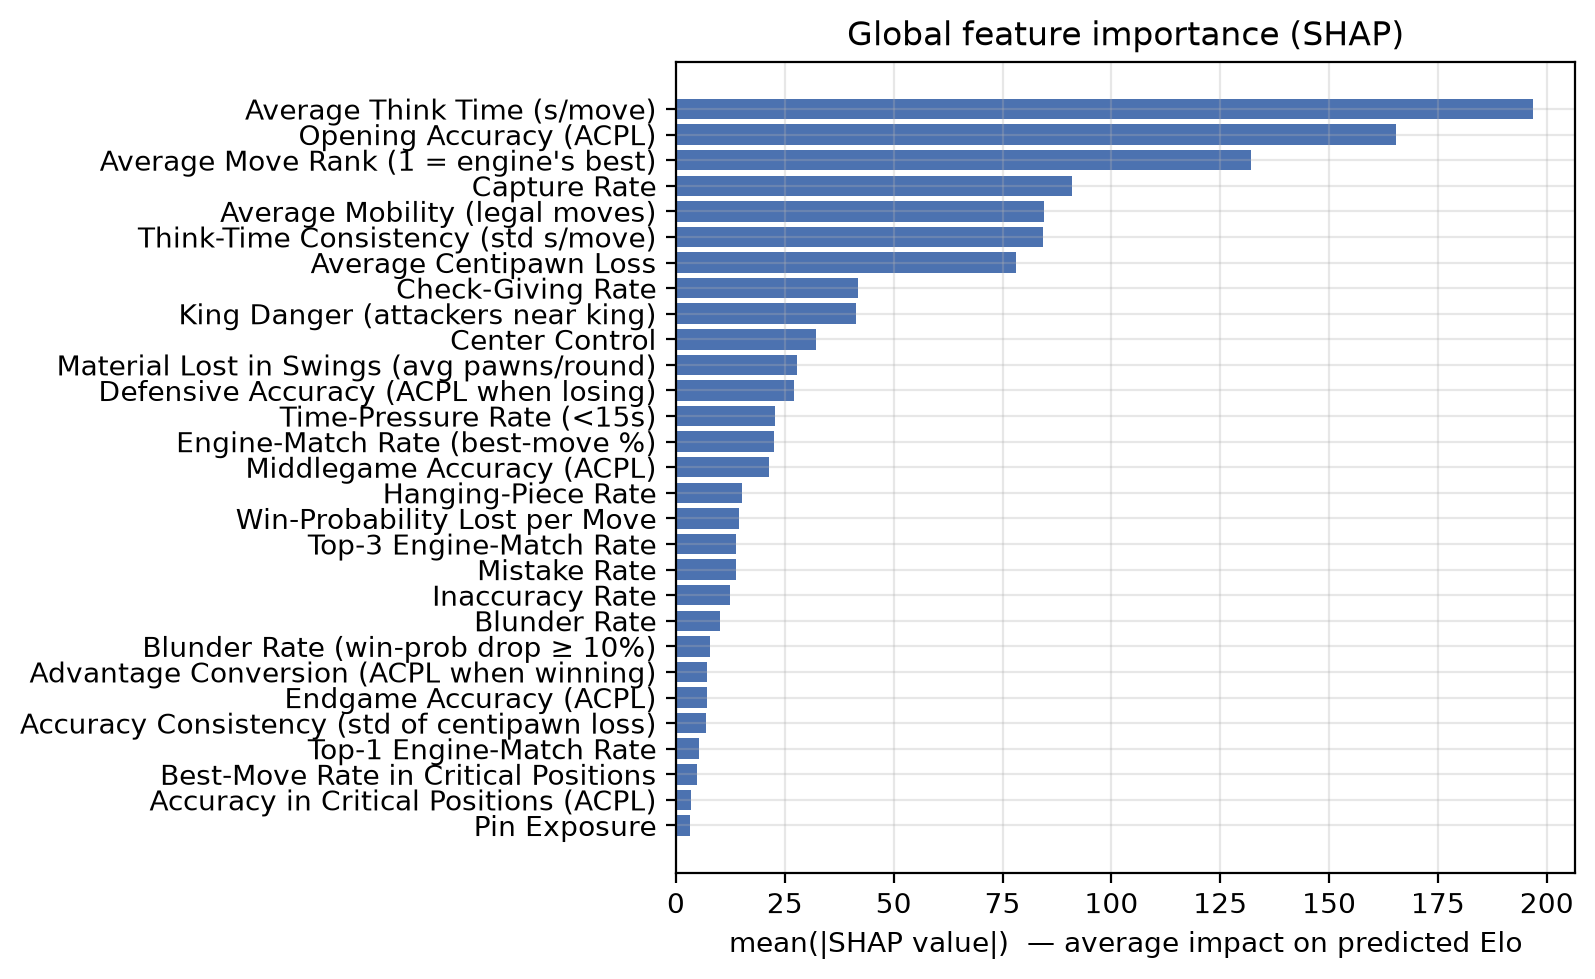 Global feature importance (SHAP)
Average Think Time (s/move)
Opening Accuracy (ACPL)
Average Move Rank (1 = engine's best)
Capture Rate
Average Mobility (legal moves)
Think-Time Consistency (std s/move)
Average Centipawn Loss
Check-Giving Rate
King Danger (attackers near king)
Center Control
Material Lost in Swings (avg pawns/round)
Defensive Accuracy (ACPL when losing)
Time-Pressure Rate (<15s)
Engine-Match Rate (best-move %)
Middlegame Accuracy (ACPL)
Hanging-Piece Rate
Win-Probability Lost per Move
Top-3 Engine-Match Rate
Mistake Rate
Inaccuracy Rate
Blunder Rate
Blunder Rate (win-prob drop ≥ 10%)
Advantage Conversion (ACPL when winning)
Endgame Accuracy (ACPL)
Accuracy Consistency (std of centipawn loss)
Top-1 Engine-Match Rate
Best-Move Rate in Critical Positions
Accuracy in Critical Positions (ACPL)
Pin Exposure
0 25 50 75 100 125 150 175 200
mean(|SHAP value|) — average impact on predicted Elo